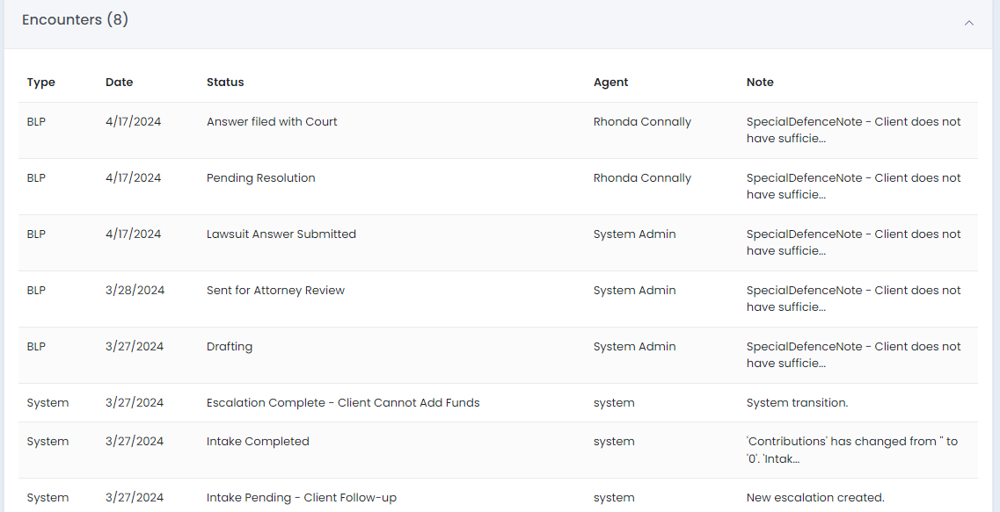 Encounters (8)
Type Date Status Agent Note
BLP 4/17/2024 Answer filed with Court Rhonda Connally SpecialDefenceNote - Client does not
have sufficie...
BLP 4/17/2024 Pending Resolution Rhonda Connally SpecialDefenceNote - Client does not
have sufficie...
BLP 4/17/2024 Lawsuit Answer Submitted System Admin SpecialDefenceNote - Client does not
have sufficie...
BLP 3/28/2024 Sent for Attorney Review System Admin SpecialDefenceNote - Client does not
have sufficie...
BLP 3/27/2024 Drafting System Admin SpecialDefenceNote - Client does not
have sufficie...
System 3/27/2024 Escalation Complete - Client Cannot Add Funds system System transition.
System 3/27/2024 Intake Completed system 'Contributions' has changed from '' to
'0'. 'Intak...
System 3/27/2024 Intake Pending - Client Follow-up system New escalation created.